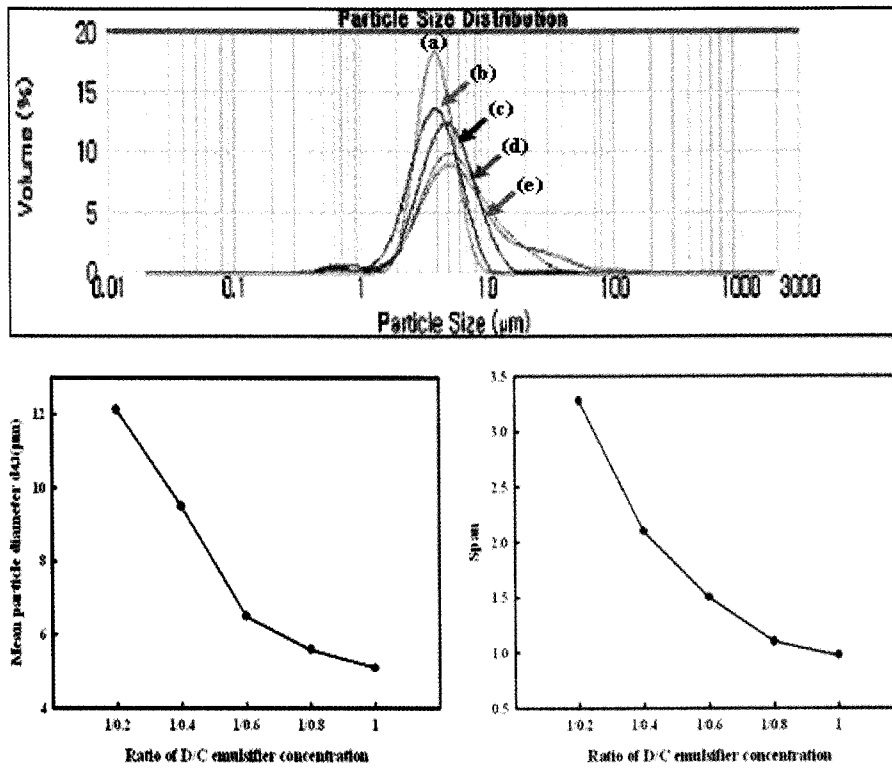 Particle Size Distribution
20
15
10
5
0
Volume (%)
(a)
(b)
(c)
(d)
(e)
0.01 0.1 1 10 100 1000 3000
Particle Size (µm)
12
10
8
6
4
Mean particle diameter d43(µm)
1/0.2 1/0.4 1/0.6 1/0.8 1
Ratio of D/C emulsifier concentration
3.5
3.0
2.5
2.0
1.5
1.0
0.5
Span
1/0.2 1/0.4 1/0.6 1/0.8 1
Ratio of D/C emulsifier concentration